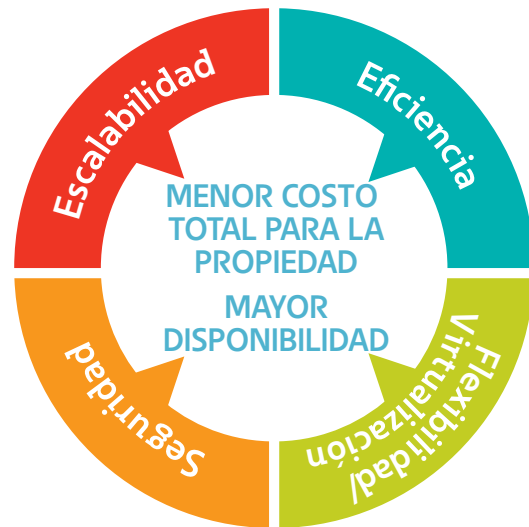 Escalabilidad
Eficiencia
MENOR COSTO
TOTAL PARA LA
PROPIEDAD
MAYOR
DISPONIBILIDAD
Seguridad
Flexibilidad/
Virtualización